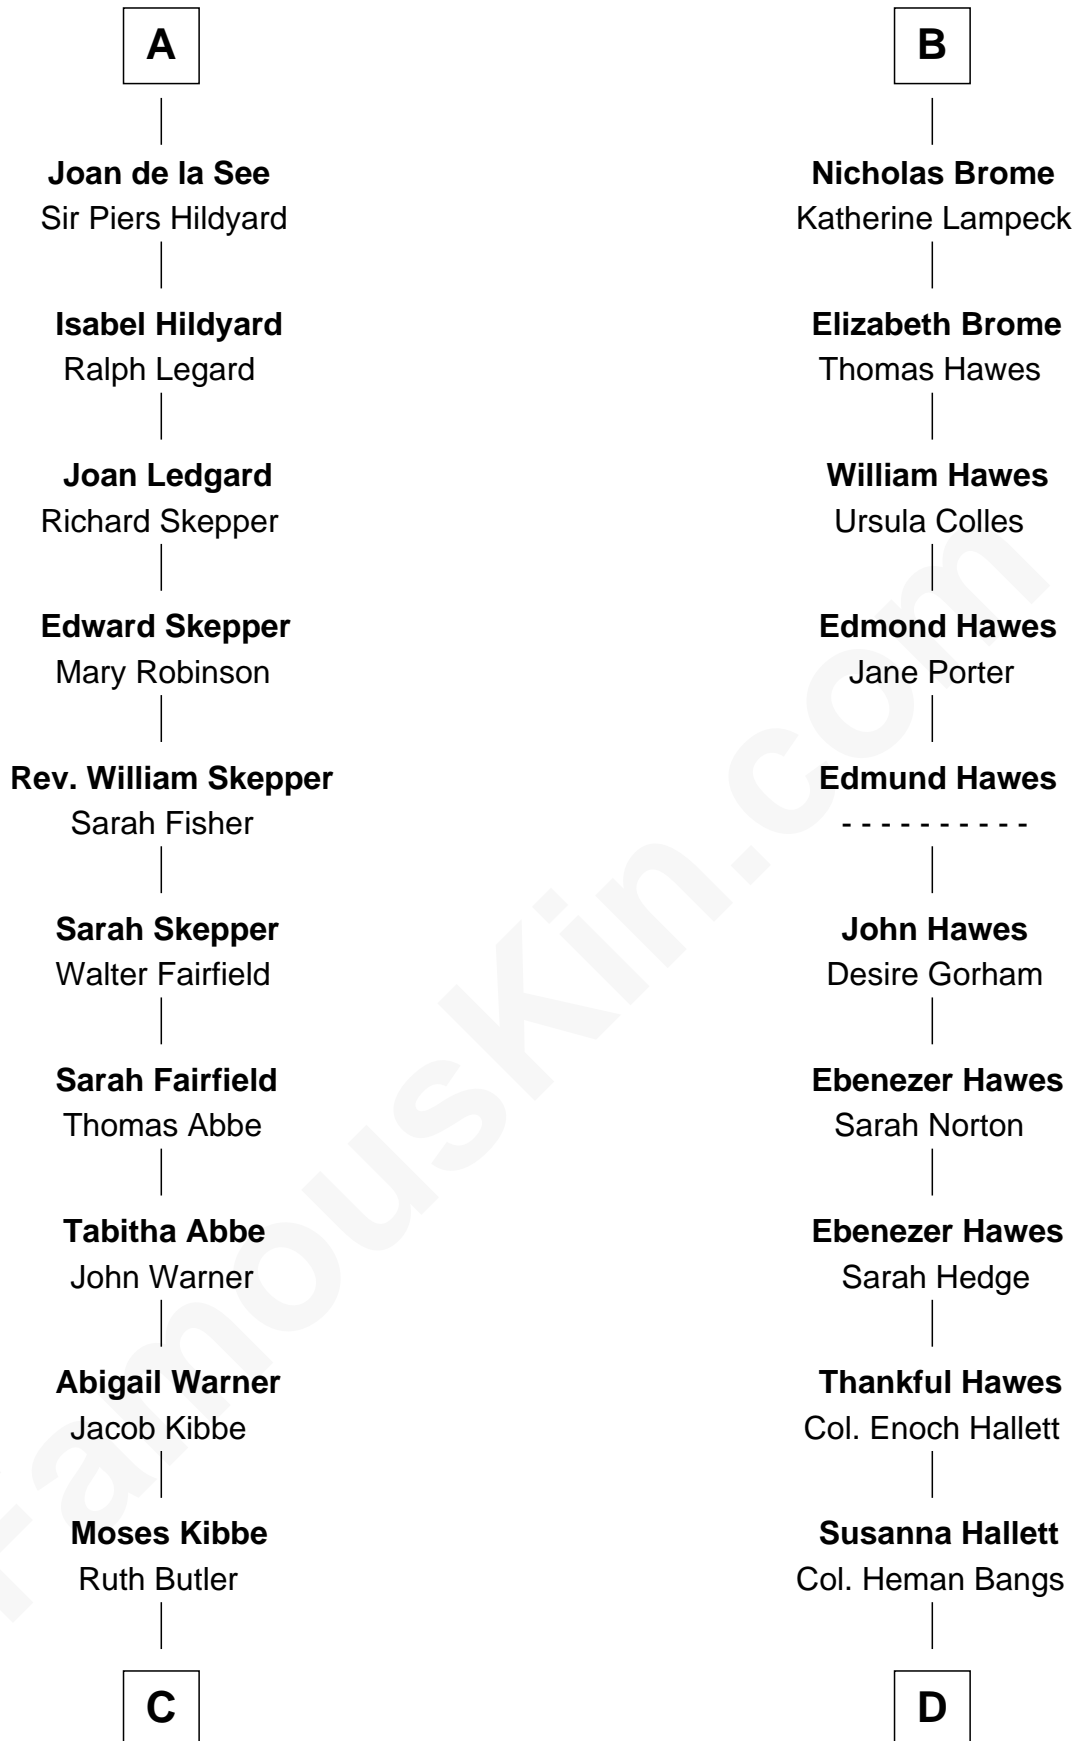 A
Joan de la See
Sir Piers Hildyard
Isabel Hildyard
Ralph Legard
Joan Ledgard
Richard Skepper
Edward Skepper
Mary Robinson
Rev. William Skepper
Sarah Fisher
Sarah Skepper
Walter Fairfield
Sarah Fairfield
Thomas Abbe
Tabitha Abbe
John Warner
Abigail Warner
Jacob Kibbe
Moses Kibbe
Ruth Butler
C
B
Nicholas Brome
Katherine Lampeck
Elizabeth Brome
Thomas Hawes
William Hawes
Ursula Colles
Edmond Hawes
Jane Porter
Edmund Hawes
- - - - - - - - - -
John Hawes
Desire Gorham
Ebenezer Hawes
Sarah Norton
Ebenezer Hawes
Sarah Hedge
Thankful Hawes
Col. Enoch Hallett
Susanna Hallett
Col. Heman Bangs
D
FamousKin.com